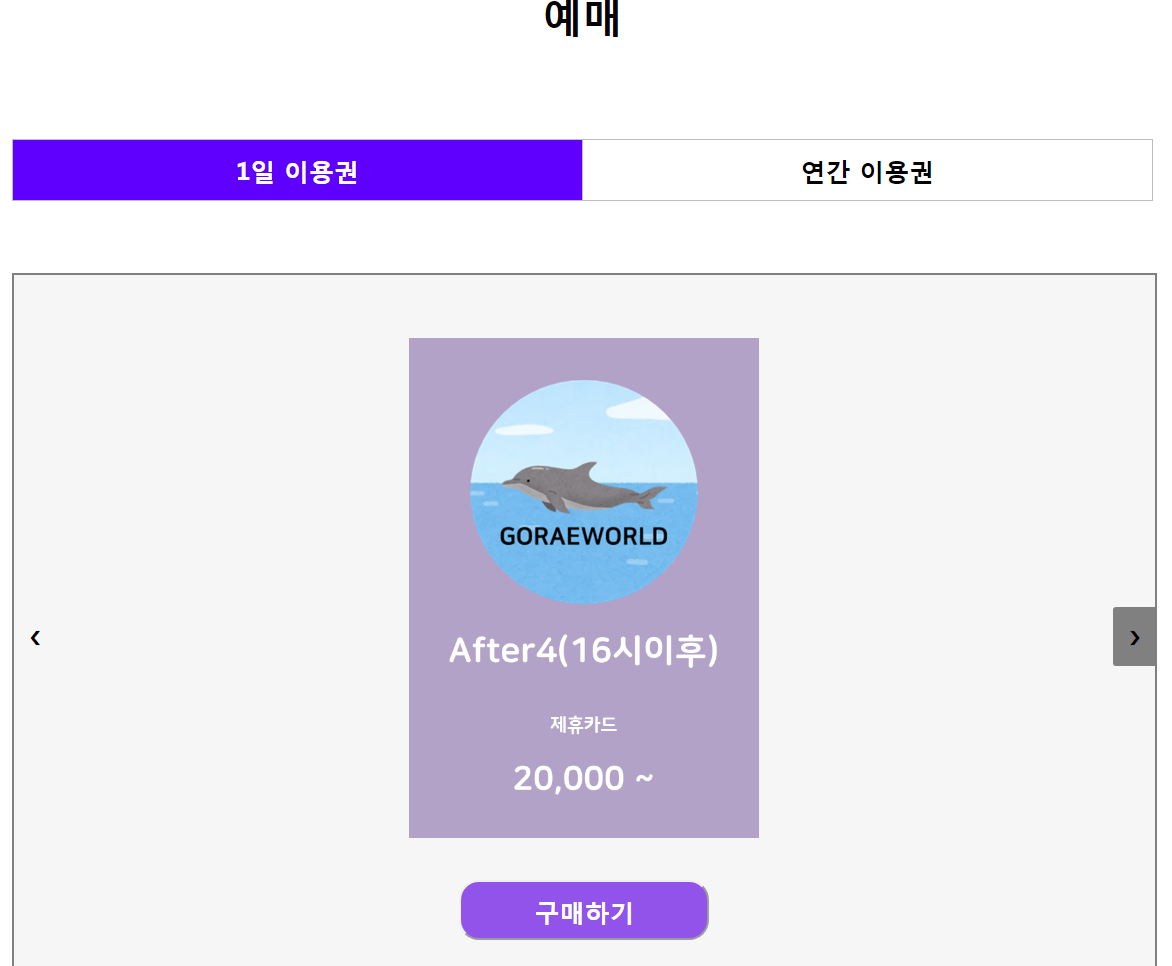 예매
1일 이용권
연간 이용권
GORAEWORLD
After4(16시이후)
‹
›
제휴카드
20,000 ~
구매하기